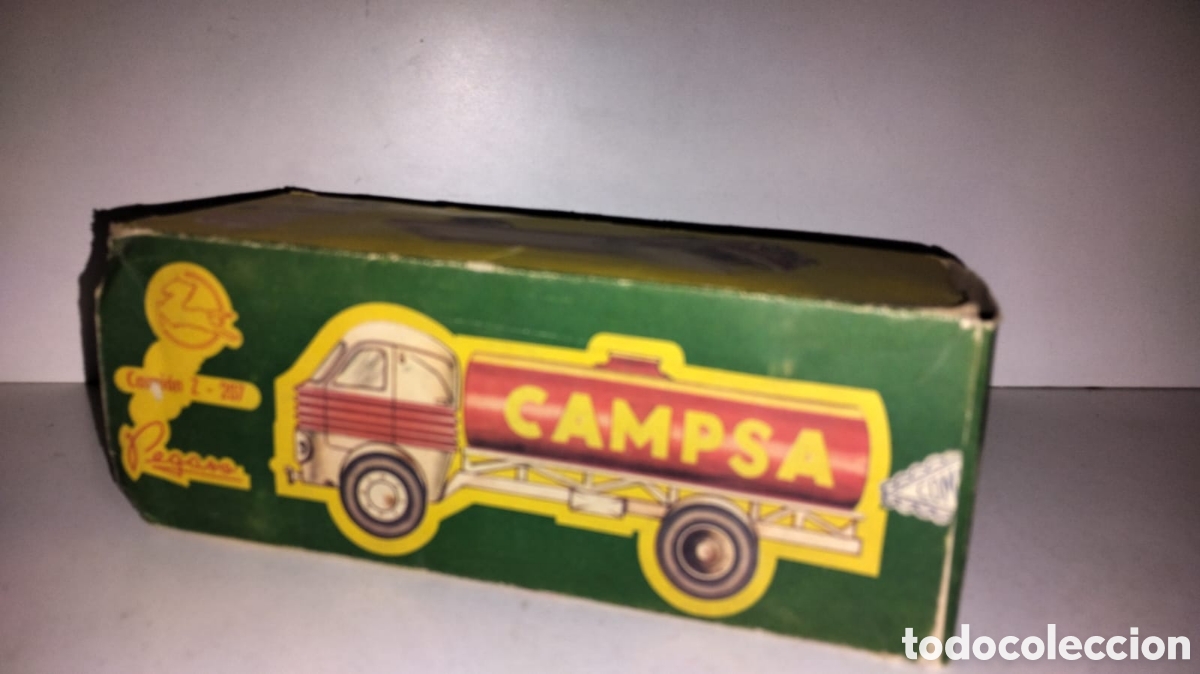 Camión Z-207
Pegaso
CAMPSA
todocoleccion